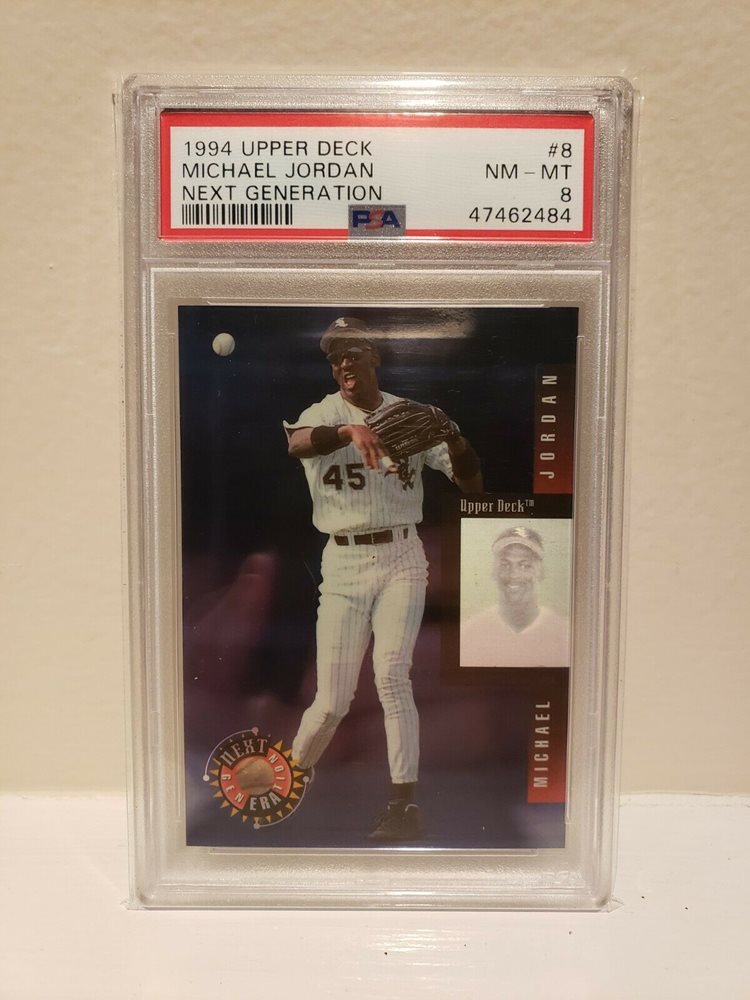 1994 UPPER DECK #8
MICHAEL JORDAN NM - MT
NEXT GENERATION 8
PSA 47462484
JORDAN
45
Upper Deck™
MICHAEL
NEXT
GENERATION